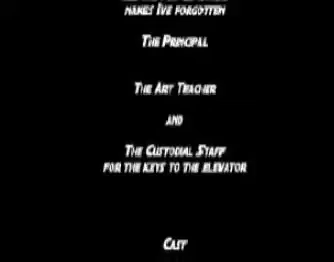 NAMES I'VE FORGOTTEN
THE PRINCIPAL
THE ART TEACHER
AND
THE CUSTODIAL STAFF
FOR THE KEYS TO THE ELEVATOR
CAST